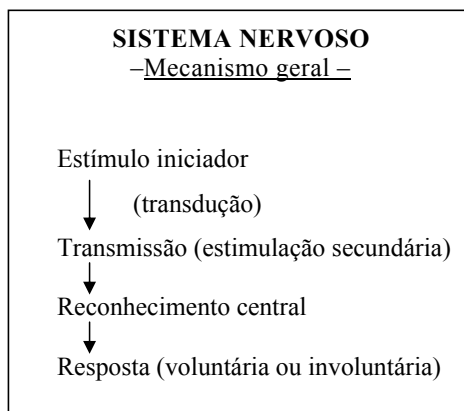 SISTEMA NERVOSO
–Mecanismo geral –
Estímulo iniciador
(transdução)
Transmissão (estimulação secundária)
Reconhecimento central
Resposta (voluntária ou involuntária)